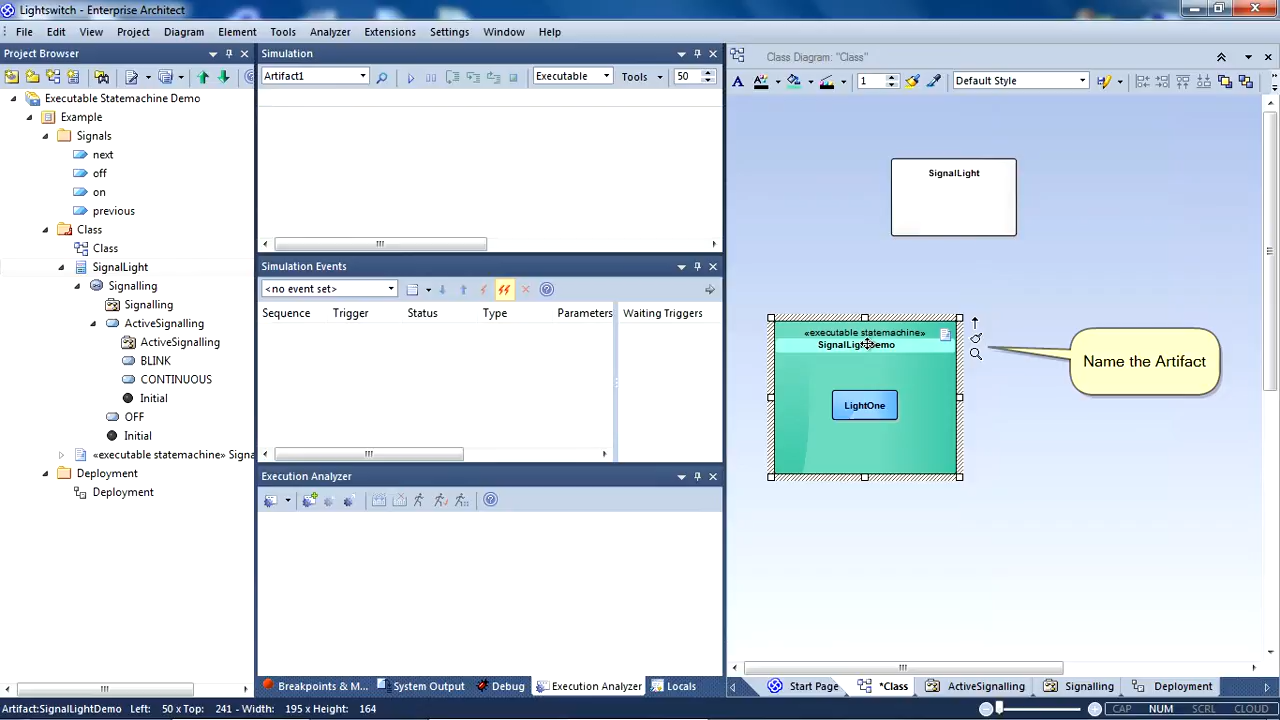 Lightswitch - Enterprise Architect
File Edit View Project Diagram Element Tools Analyzer Extensions Settings Window Help
Project Browser
Executable Statemachine Demo
Example
Signals
next
off
on
previous
Class
Class
SignalLight
Signalling
Signalling
ActiveSignalling
ActiveSignalling
BLINK
CONTINUOUS
Initial
OFF
Initial
«executable statemachine» Signa
Deployment
Deployment
Simulation
Artifact1 Executable Tools 50
Simulation Events
<no event set>
Sequence Trigger Status Type Parameters Waiting Triggers
Execution Analyzer
Breakpoints & M... System Output Debug Execution Analyzer Locals
Class Diagram: "Class"
1 Default Style
SignalLight
«executable statemachine»
SignalLightDemo
LightOne
Name the Artifact
Start Page *Class ActiveSignalling Signalling Deployment
Artifact:SignalLightDemo Left: 50 x Top: 241 - Width: 195 x Height: 164
CAP NUM SCRL CLOUD